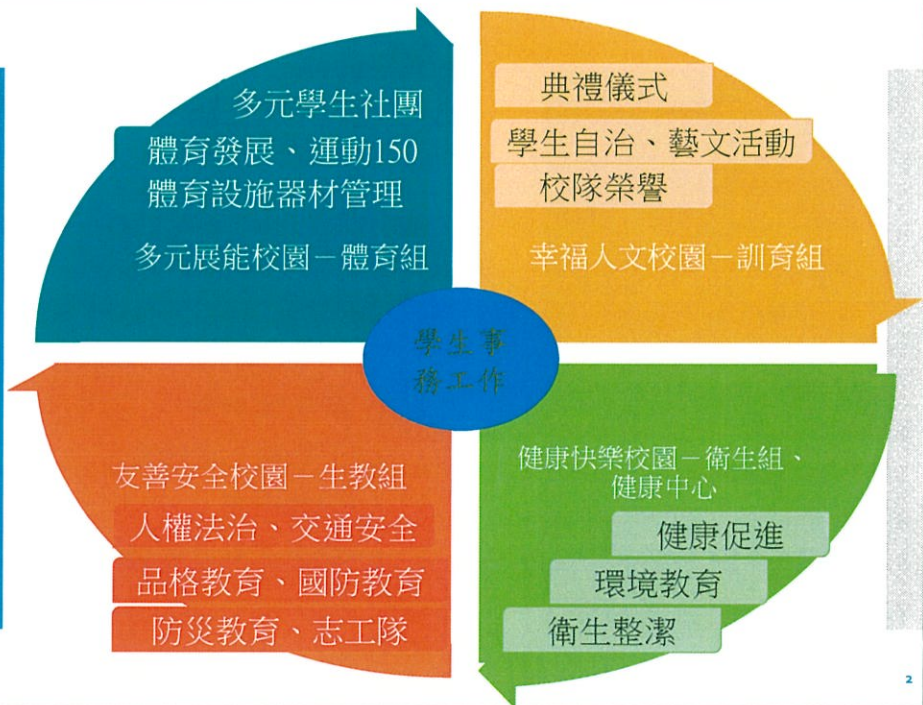 多元學生社團
體育發展、運動150
體育設施器材管理
多元展能校園－體育組
典禮儀式
學生自治、藝文活動
校隊榮譽
幸福人文校園－訓育組
學生事
務工作
友善安全校園－生教組
人權法治、交通安全
品格教育、國防教育
防災教育、志工隊
健康快樂校園－衛生組、
健康中心
健康促進
環境教育
衛生整潔
2